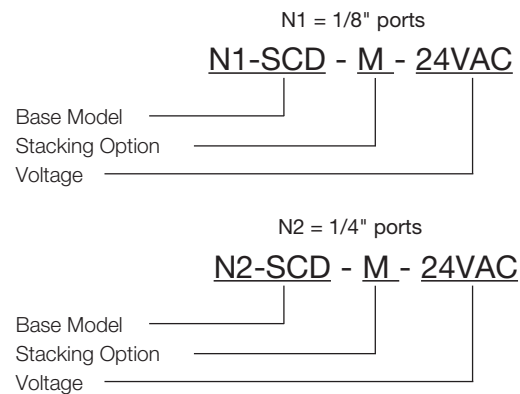 N1 = 1/8" ports
N1-SCD - M - 24VAC
Base Model
Stacking Option
Voltage
N2 = 1/4" ports
N2-SCD - M - 24VAC
Base Model
Stacking Option
Voltage